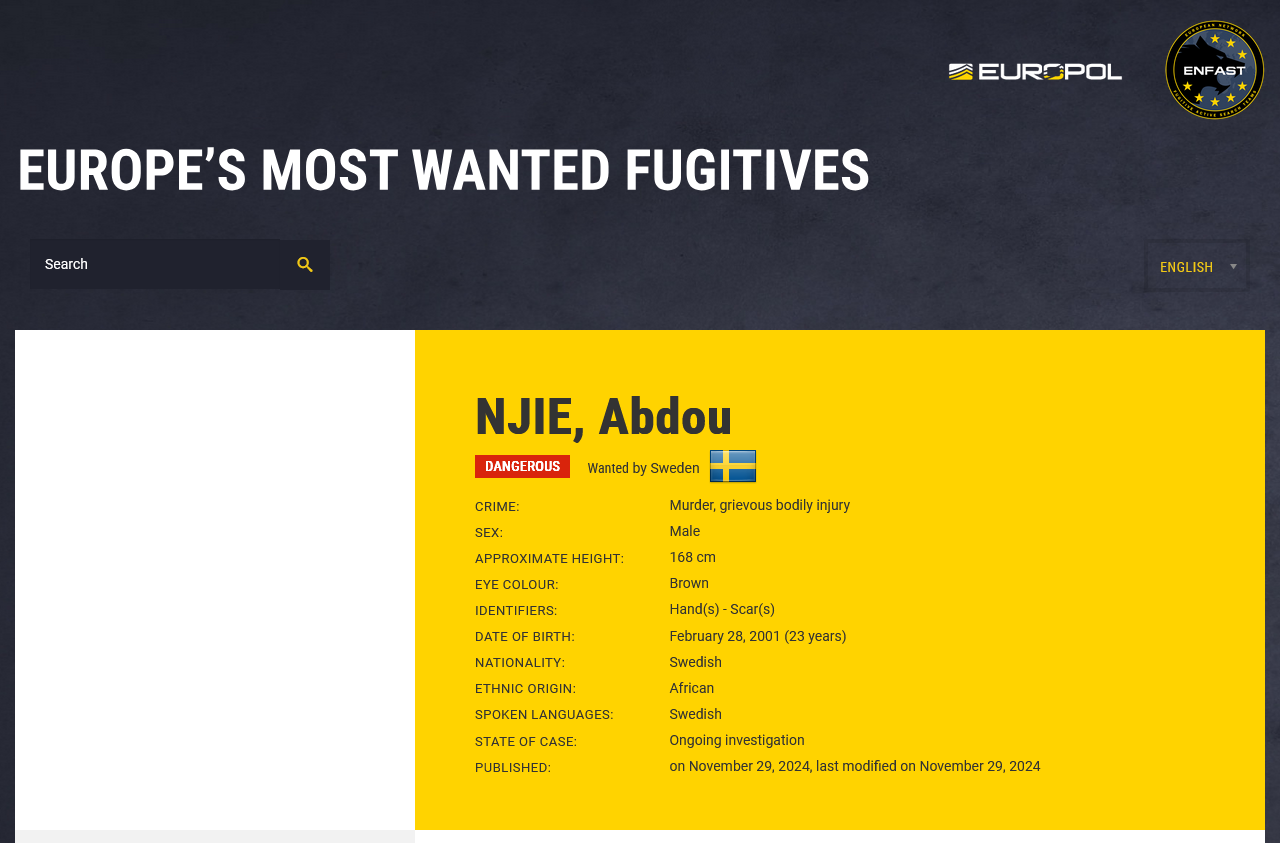 EUROPOL
EUROPEAN NETWORK
ENFAST
FUGITIVE ACTIVE SEARCH TEAMS
EUROPE’S MOST WANTED FUGITIVES
Search
ENGLISH
NJIE, Abdou
DANGEROUS Wanted by Sweden
CRIME: Murder, grievous bodily injury
SEX: Male
APPROXIMATE HEIGHT: 168 cm
EYE COLOUR: Brown
IDENTIFIERS: Hand(s) - Scar(s)
DATE OF BIRTH: February 28, 2001 (23 years)
NATIONALITY: Swedish
ETHNIC ORIGIN: African
SPOKEN LANGUAGES: Swedish
STATE OF CASE: Ongoing investigation
PUBLISHED: on November 29, 2024, last modified on November 29, 2024